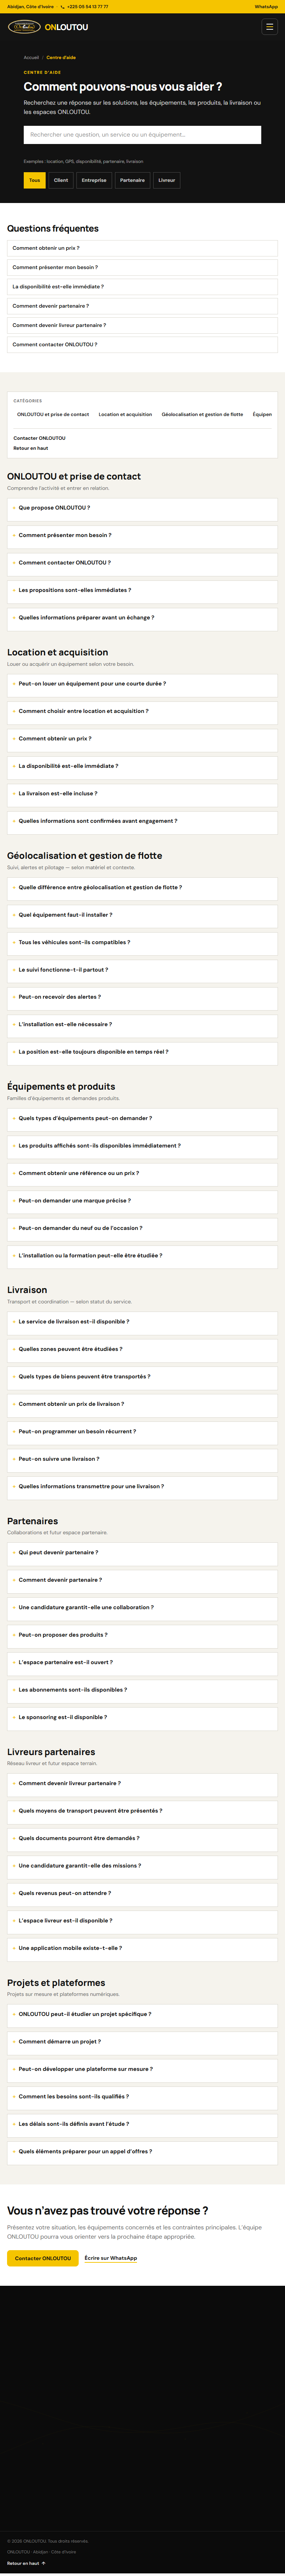 Abidjan, Côte d'Ivoire
+225 05 54 13 77 77
WhatsApp
ONLOUTOU
Accueil / Centre d'aide
CENTRE D'AIDE
Comment pouvons-nous vous aider ?
Recherchez une réponse sur les solutions, les équipements, les produits, la livraison ou
les espaces ONLOUTOU.
Rechercher une question, un service ou un équipement…
Exemples : location, GPS, disponibilité, partenaire, livraison
Tous
Client
Entreprise
Partenaire
Livreur
Questions fréquentes
Comment obtenir un prix ?
Comment présenter mon besoin ?
La disponibilité est-elle immédiate ?
Comment devenir partenaire ?
Comment devenir livreur partenaire ?
Comment contacter ONLOUTOU ?
CATÉGORIES
ONLOUTOU et prise de contact
Location et acquisition
Géolocalisation et gestion de flotte
Équipen
Contacter ONLOUTOU
Retour en haut
ONLOUTOU et prise de contact
Comprendre l'activité et entrer en relation.
+ Que propose ONLOUTOU ?
+ Comment présenter mon besoin ?
+ Comment contacter ONLOUTOU ?
+ Les propositions sont-elles immédiates ?
+ Quelles informations préparer avant un échange ?
Location et acquisition
Louer ou acquérir un équipement selon votre besoin.
+ Peut-on louer un équipement pour une courte durée ?
+ Comment choisir entre location et acquisition ?
+ Comment obtenir un prix ?
+ La disponibilité est-elle immédiate ?
+ La livraison est-elle incluse ?
+ Quelles informations sont confirmées avant engagement ?
Géolocalisation et gestion de flotte
Suivi, alertes et pilotage — selon matériel et contexte.
+ Quelle différence entre géolocalisation et gestion de flotte ?
+ Quel équipement faut-il installer ?
+ Tous les véhicules sont-ils compatibles ?
+ Le suivi fonctionne-t-il partout ?
+ Peut-on recevoir des alertes ?
+ L'installation est-elle nécessaire ?
+ La position est-elle toujours disponible en temps réel ?
Équipements et produits
Familles d'équipements et demandes produits.
+ Quels types d'équipements peut-on demander ?
+ Les produits affichés sont-ils disponibles immédiatement ?
+ Comment obtenir une référence ou un prix ?
+ Peut-on demander une marque précise ?
+ Peut-on demander du neuf ou de l'occasion ?
+ L'installation ou la formation peut-elle être étudiée ?
Livraison
Transport et coordination — selon statut du service.
+ Le service de livraison est-il disponible ?
+ Quelles zones peuvent être étudiées ?
+ Quels types de biens peuvent être transportés ?
+ Comment obtenir un prix de livraison ?
+ Peut-on programmer un besoin récurrent ?
+ Peut-on suivre une livraison ?
+ Quelles informations transmettre pour une livraison ?
Partenaires
Collaborations et futur espace partenaire.
+ Qui peut devenir partenaire ?
+ Comment devenir partenaire ?
+ Une candidature garantit-elle une collaboration ?
+ Peut-on proposer des produits ?
+ L'espace partenaire est-il ouvert ?
+ Les abonnements sont-ils disponibles ?
+ Le sponsoring est-il disponible ?
Livreurs partenaires
Réseau livreur et futur espace terrain.
+ Comment devenir livreur partenaire ?
+ Quels moyens de transport peuvent être présentés ?
+ Quels documents pourront être demandés ?
+ Une candidature garantit-elle des missions ?
+ Quels revenus peut-on attendre ?
+ L'espace livreur est-il disponible ?
+ Une application mobile existe-t-elle ?
Projets et plateformes
Projets sur mesure et plateformes numériques.
+ ONLOUTOU peut-il étudier un projet spécifique ?
+ Comment démarre un projet ?
+ Peut-on développer une plateforme sur mesure ?
+ Comment les besoins sont-ils qualifiés ?
+ Les délais sont-ils définis avant l'étude ?
+ Quels éléments préparer pour un appel d'offres ?
Vous n'avez pas trouvé votre réponse ?
Présentez votre situation, les équipements concernés et les contraintes principales. L'équipe
ONLOUTOU pourra vous orienter vers la prochaine étape appropriée.
Contacter ONLOUTOU
Écrire sur WhatsApp
© 2026 ONLOUTOU. Tous droits réservés.
ONLOUTOU · Abidjan · Côte d'Ivoire
Retour en haut ↑